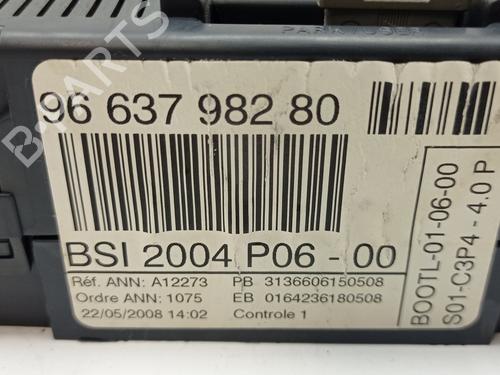 96 637 982 80
BSI 2004 P06 - 00
Réf. ANN: A12273 PB 3136606150508
Ordre ANN: 1075 EB 0164236180508
22/05/2008 14:02 Controle 1
BOOTL-01-06-00
S01-C3P4 - 4.0 P